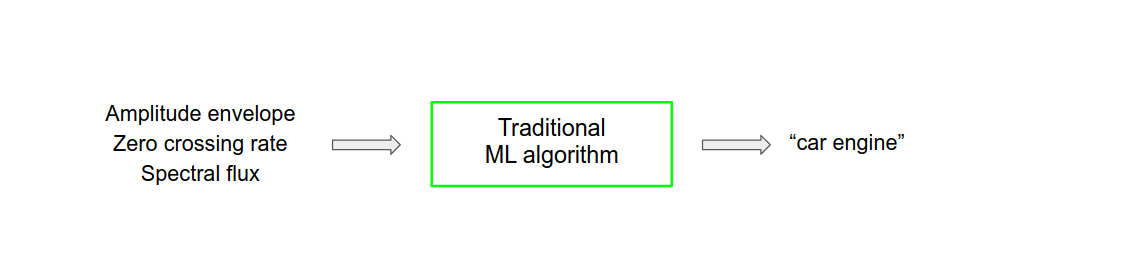 Amplitude envelope
Zero crossing rate
Spectral flux
Traditional
ML algorithm
“car engine”